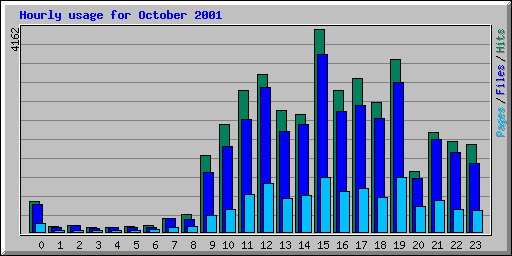 Hourly usage for October 2001
4162
Pages/Files/Hits
0 1 2 3 4 5 6 7 8 9 10 11 12 13 14 15 16 17 18 19 20 21 22 23